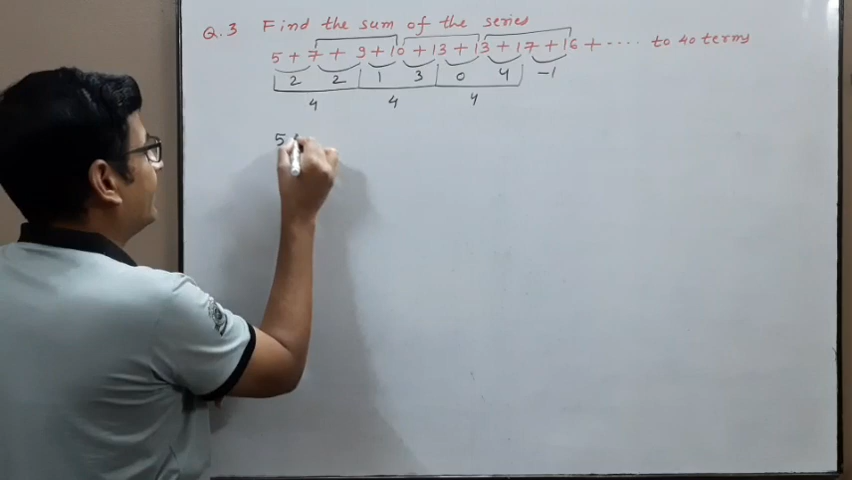 Q.3 Find the sum of the series
5 + 7 + 9 + 10 + 13 + 13 + 17 + 16 + .... to 40 terms
2 2 1 3 0 4 -1
4 4 4
5